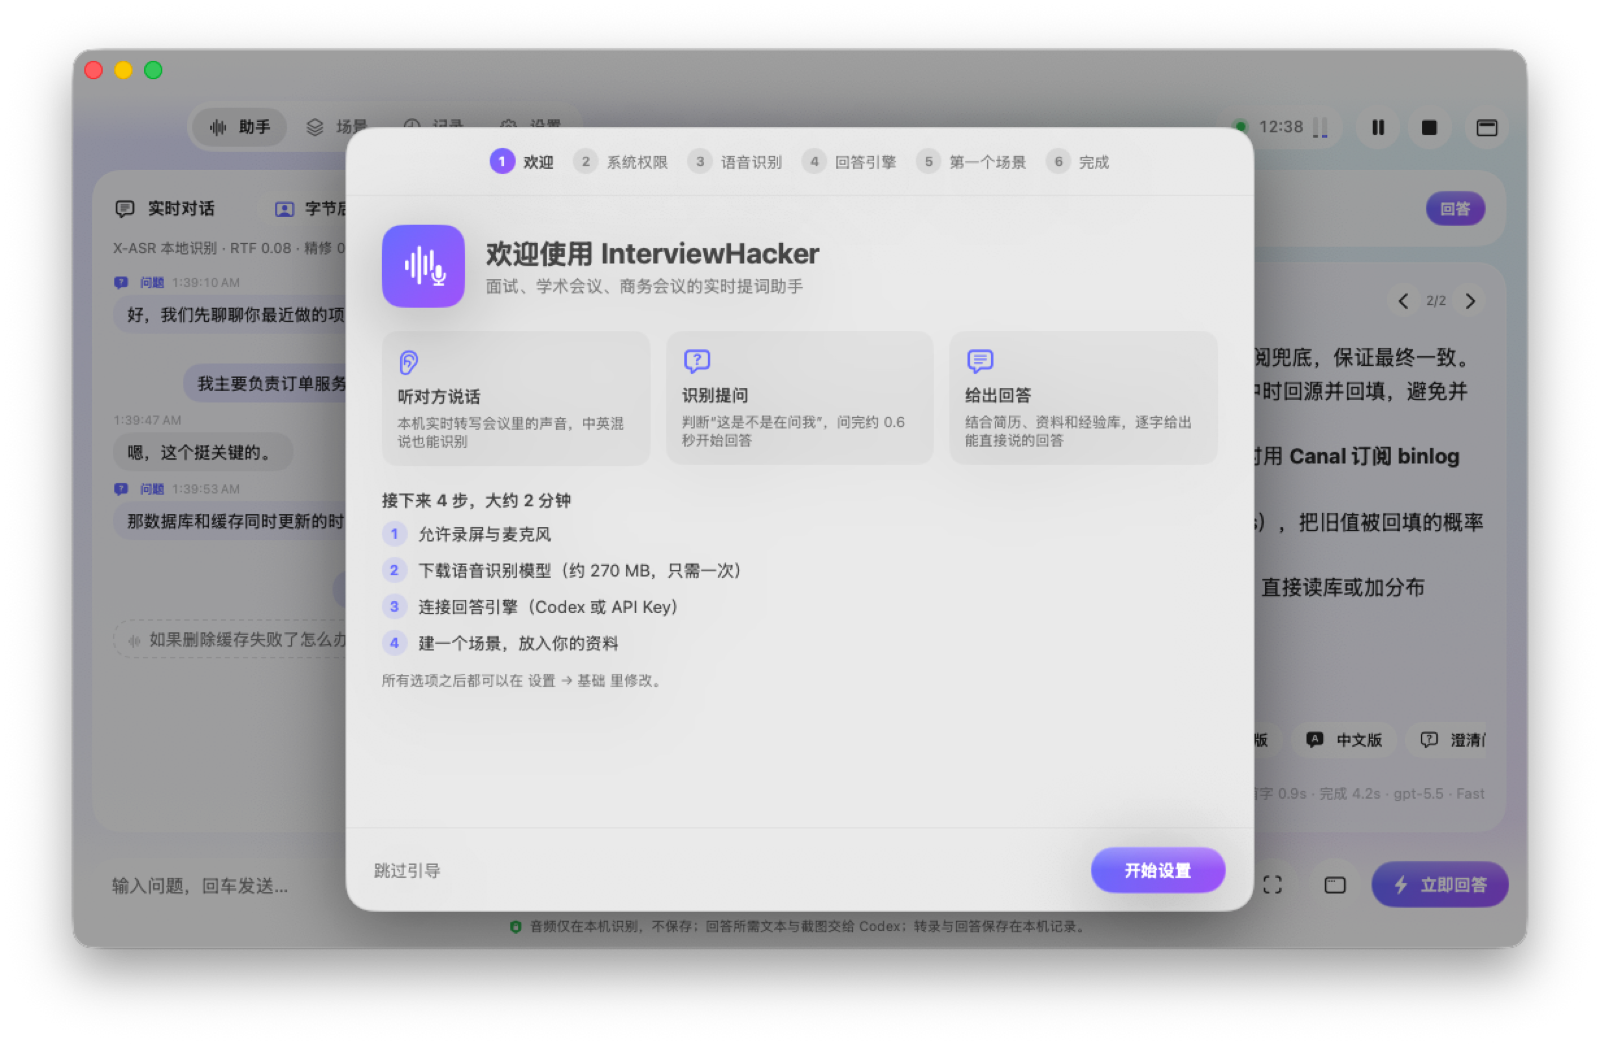 助手
场景
记录
设置
12:38
1 欢迎
2 系统权限
3 语音识别
4 回答引擎
5 第一个场景
6 完成
实时对话
字节后
X-ASR 本地识别 · RTF 0.08 · 精修 0
问题 1:39:10 AM
好，我们先聊聊你最近做的项
我主要负责订单服务
1:39:47 AM
嗯，这个挺关键的。
问题 1:39:53 AM
那数据库和缓存同时更新的时
如果删除缓存失败了怎么办
输入问题，回车发送...
欢迎使用 InterviewHacker
面试、学术会议、商务会议的实时提词助手
听对方说话
本机实时转写会议里的声音，中英混
说也能识别
识别提问
判断“这是不是在问我”，问完约 0.6
秒开始回答
给出回答
结合简历、资料和经验库，逐字给出
能直接说的回答
接下来 4 步，大约 2 分钟
1 允许录屏与麦克风
2 下载语音识别模型（约 270 MB，只需一次）
3 连接回答引擎（Codex 或 API Key）
4 建一个场景，放入你的资料
所有选项之后都可以在 设置 → 基础 里修改。
跳过引导
开始设置
回答
2/2
阅兜底，保证最终一致。
中时回源并回填，避免并
时用 Canal 订阅 binlog
s），把旧值被回填的概率
直接读库或加分布
版
中文版
澄清
首字 0.9s · 完成 4.2s · gpt-5.5 · Fast
立即回答
音频仅在本机识别，不保存；回答所需文本与截图交给 Codex；转录与回答保存在本机记录。